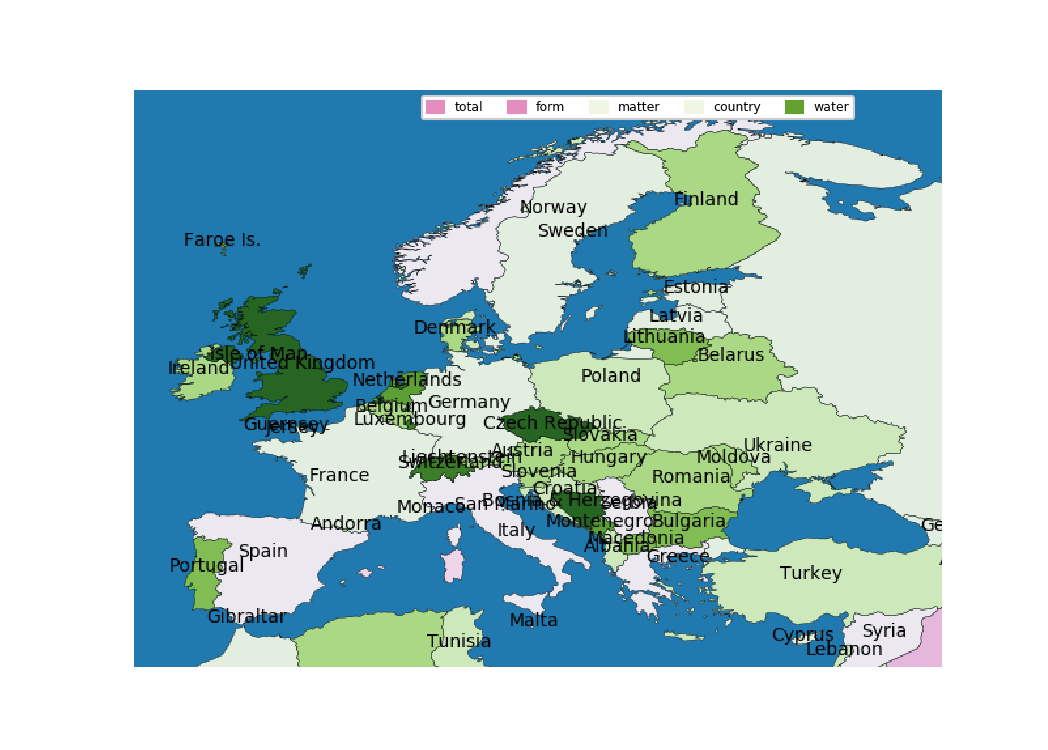 total form matter country water
Norway
Finland
Sweden
Faroe Is.
Estonia
Latvia
Denmark
Lithuania
Isle of Man
Belarus
United Kingdom
Ireland
Poland
Netherlands
Germany
Belgium
Luxembourg
Guernsey
Jersey
Czech Republic
Slovakia
Ukraine
Austria
Liechtenstein
Switzerland
Hungary
Moldova
Slovenia
France
Romania
Croatia
Bosnia & Herzegovina
Serbia
San Marino
Monaco
Montenegro
Bulgaria
Andorra
Ge
Italy
Macedonia
Albania
Spain
Greece
Portugal
Turkey
Gibraltar
Malta
Syria
Cyprus
Tunisia
Lebanon